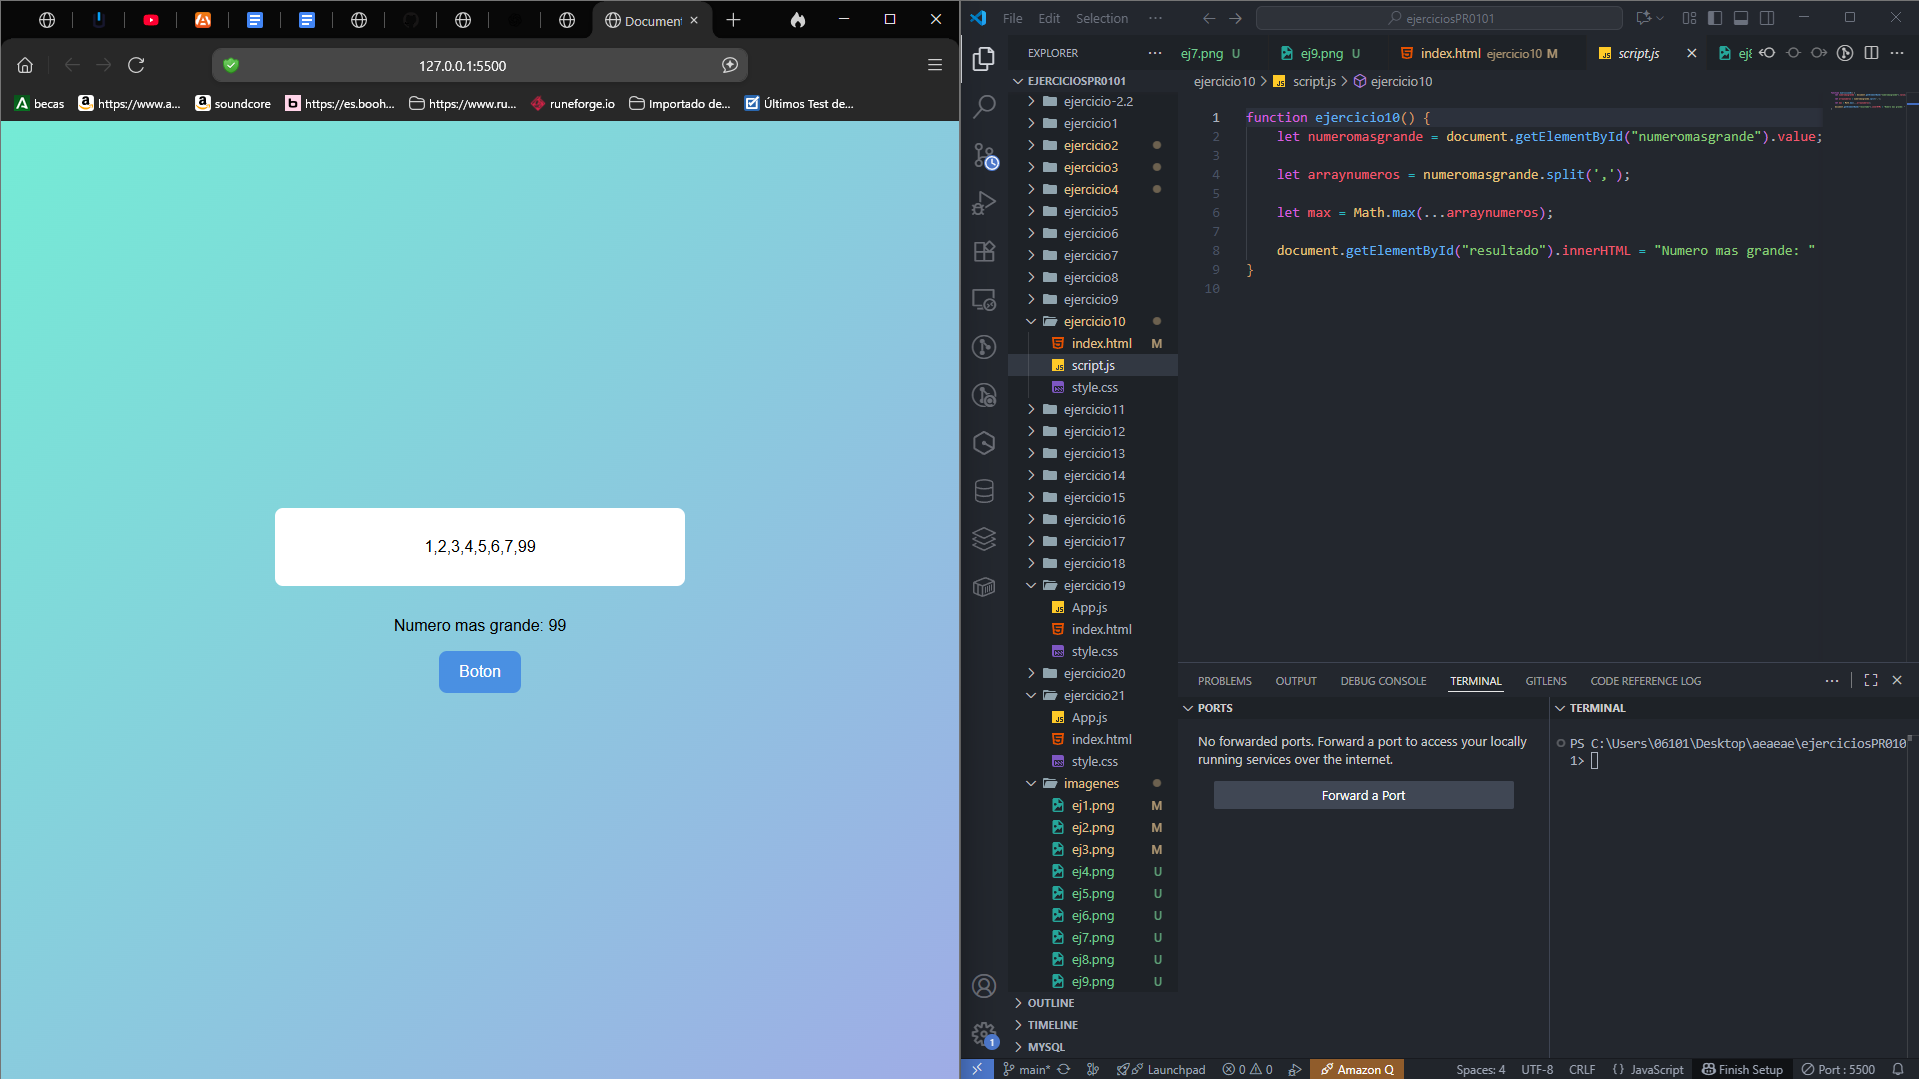 Document
127.0.0.1:5500
becas
https://www.a...
soundcore
https://es.booh...
https://www.ru...
runeforge.io
Importado de...
Últimos Test de...
1,2,3,4,5,6,7,99
Numero mas grande: 99
Boton
File Edit Selection ...
ejerciciosPR0101
EXPLORER
ej7.png U
ej9.png U
index.html ejercicio10 M
script.js
ej8
EJERCICIOSPR0101
ejercicio10 > script.js > ejercicio10
ejercicio-2.2
ejercicio1
ejercicio2
ejercicio3
ejercicio4
ejercicio5
ejercicio6
ejercicio7
ejercicio8
ejercicio9
ejercicio10
index.html M
script.js
style.css
ejercicio11
ejercicio12
ejercicio13
ejercicio14
ejercicio15
ejercicio16
ejercicio17
ejercicio18
ejercicio19
App.js
index.html
style.css
ejercicio20
ejercicio21
App.js
index.html
style.css
imagenes
ej1.png M
ej2.png M
ej3.png M
ej4.png U
ej5.png U
ej6.png U
ej7.png U
ej8.png U
ej9.png U
OUTLINE
TIMELINE
MYSQL
1 function ejercicio10() {
2 let numeromasgrande = document.getElementById("numeromasgrande").value;
3
4 let arraynumeros = numeromasgrande.split(',');
5
6 let max = Math.max(...arraynumeros);
7
8 document.getElementById("resultado").innerHTML = "Numero mas grande: "
9 }
10
PROBLEMS OUTPUT DEBUG CONSOLE TERMINAL GITLENS CODE REFERENCE LOG
PORTS
No forwarded ports. Forward a port to access your locally
running services over the internet.
Forward a Port
TERMINAL
PS C:\Users\06101\Desktop\aeaeae\ejerciciosPR010
1>
1
main* Launchpad 0 0 Amazon Q Spaces: 4 UTF-8 CRLF {} JavaScript Finish Setup Port : 5500